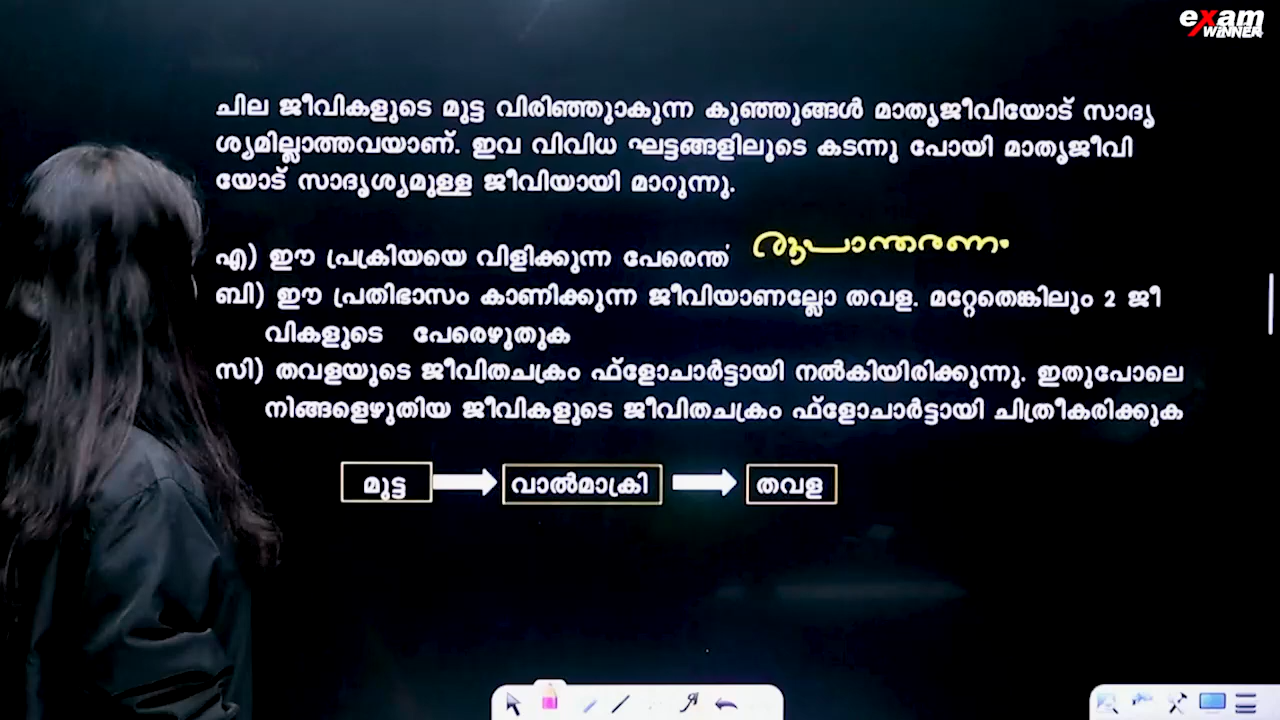 exam
WINNER
ചില ജീവികളുടെ മുട്ട വിരിഞ്ഞുാകുന്ന കുഞ്ഞുങ്ങൾ മാതൃജീവിയോട് സാദൃ
ശ്യമില്ലാത്തവയാണ്. ഇവ വിവിധ ഘട്ടങ്ങളിലൂടെ കടന്നു പോയി മാതൃജീവി
യോട് സാദൃശ്യമുള്ള ജീവിയായി മാറുന്നു.
എ) ഈ പ്രക്രിയയെ വിളിക്കുന്ന പേരെന്ത് രൂപാന്തരണം
ബി) ഈ പ്രതിഭാസം കാണിക്കുന്ന ജീവിയാണല്ലോ തവള. മറ്റേതെങ്കിലും 2 ജീ
വികളുടെ പേരെഴുതുക
സി) തവളയുടെ ജീവിതചക്രം ഫ്ളോചാർട്ടായി നൽകിയിരിക്കുന്നു. ഇതുപോലെ
നിങ്ങളെഴുതിയ ജീവികളുടെ ജീവിതചക്രം ഫ്ളോചാർട്ടായി ചിത്രീകരിക്കുക
മുട്ട വാൽമാക്രി തവള